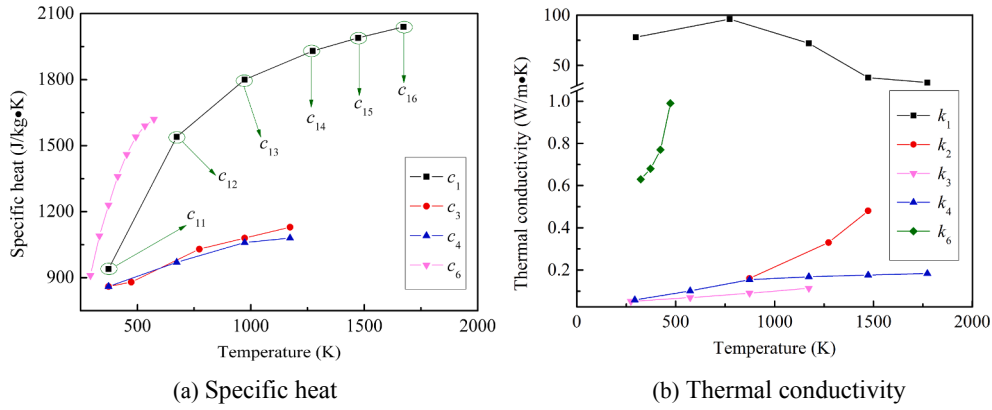 2100
1800
1500
1200
900
Specific heat (J/kg●K)
c11
c12
c13
c14
c15
c16
c1
c3
c4
c6
500
1000
1500
2000
Temperature (K)
(a) Specific heat
100
75
50
1.0
0.8
0.6
0.4
0.2
Thermal conductivity (W/m●K)
k1
k2
k3
k4
k6
0
500
1000
1500
2000
Temperature (K)
(b) Thermal conductivity